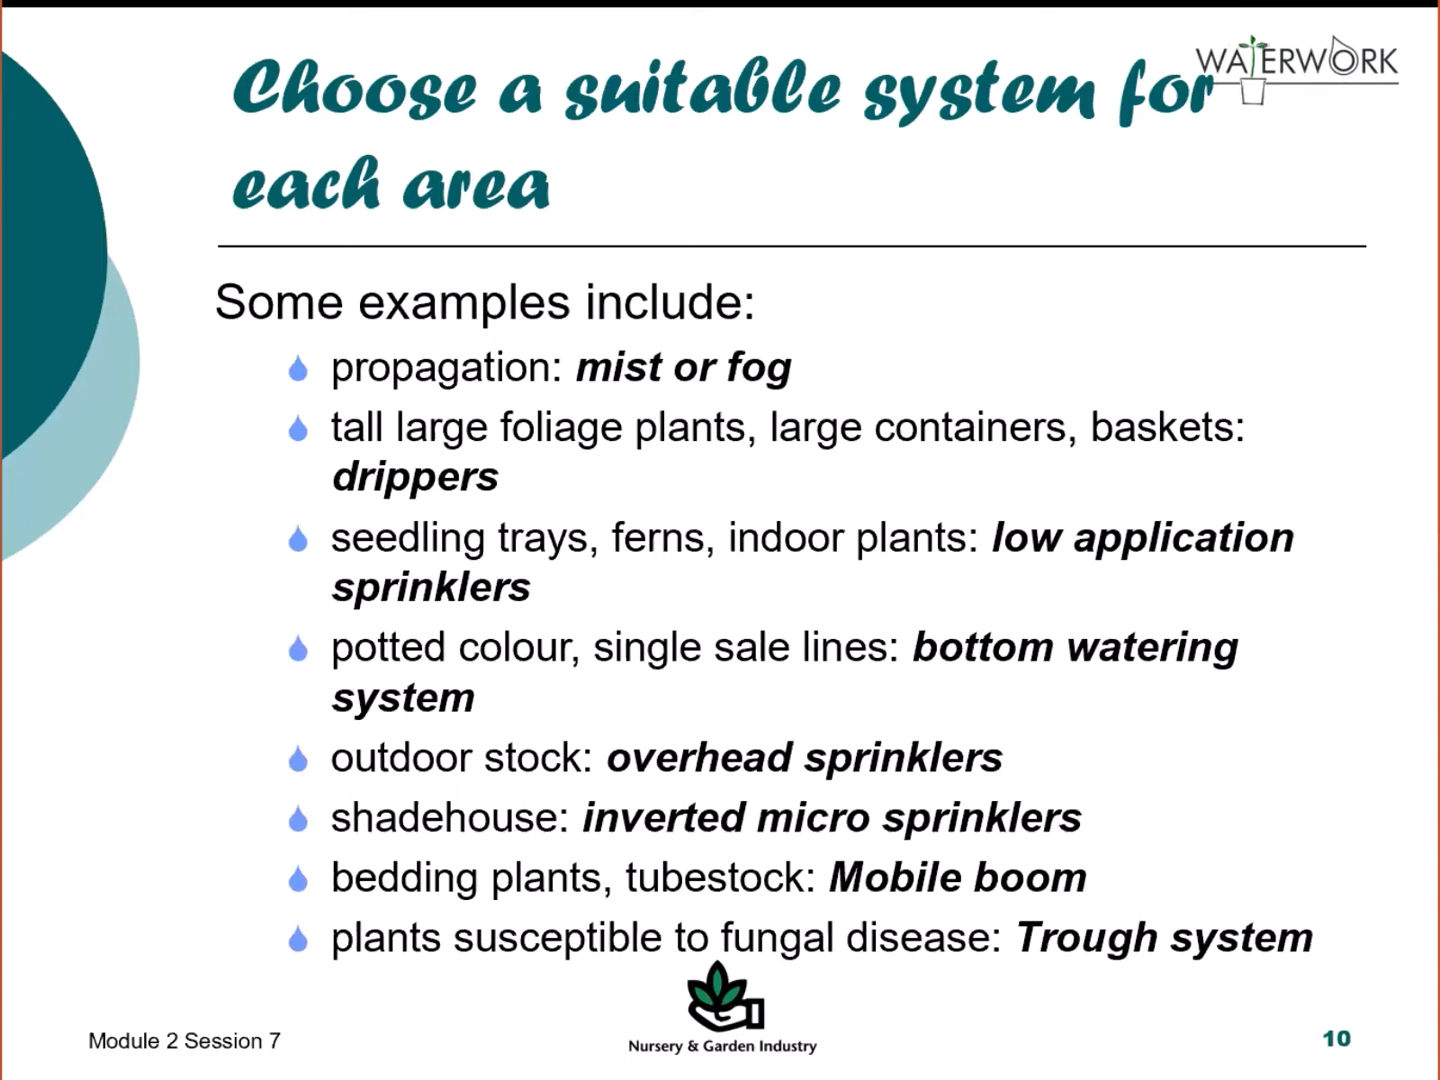 WATERWORK
Choose a suitable system for
each area
Some examples include:
propagation: mist or fog
tall large foliage plants, large containers, baskets:
drippers
seedling trays, ferns, indoor plants: low application
sprinklers
potted colour, single sale lines: bottom watering
system
outdoor stock: overhead sprinklers
shadehouse: inverted micro sprinklers
bedding plants, tubestock: Mobile boom
plants susceptible to fungal disease: Trough system
Module 2 Session 7
Nursery & Garden Industry
10